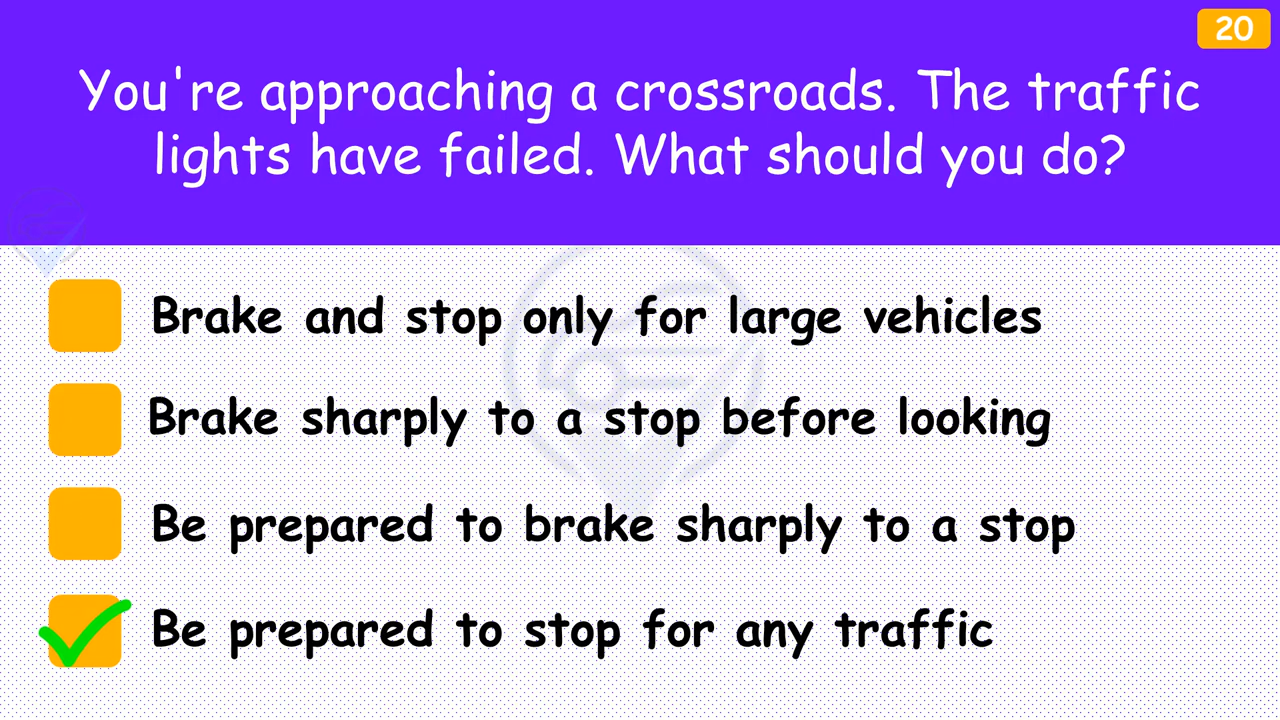 20
You're approaching a crossroads. The traffic
lights have failed. What should you do?
Brake and stop only for large vehicles
Brake sharply to a stop before looking
Be prepared to brake sharply to a stop
Be prepared to stop for any traffic